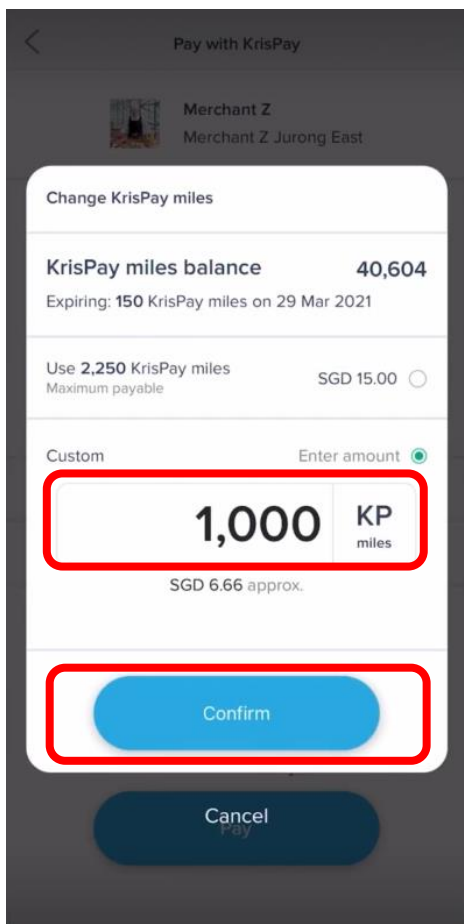 Pay with KrisPay
Merchant Z
Merchant Z Jurong East
Change KrisPay miles
KrisPay miles balance 40,604
Expiring: 150 KrisPay miles on 29 Mar 2021
Use 2,250 KrisPay miles SGD 15.00
Maximum payable
Custom Enter amount
1,000 KP
miles
SGD 6.66 approx.
Confirm
Cancel
Pay